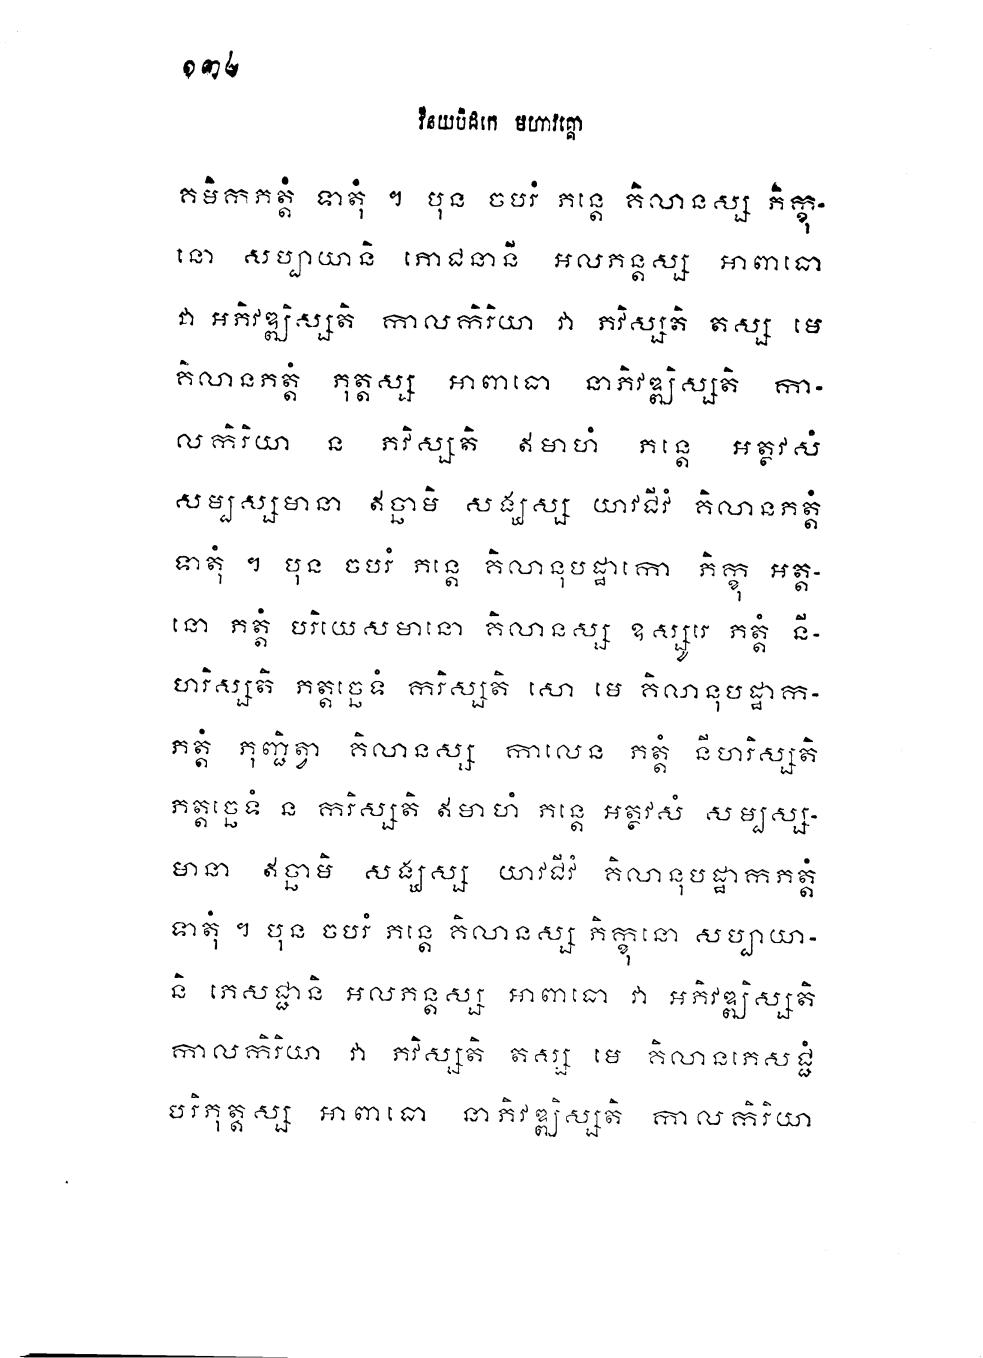 ១៣៤
វិនយបិដកេ មហាវគ្គោ
គមិកភត្តំ ទាតុំ ។ បុន ចបរំ ភន្តេ គិលានស្ស ភិក្ខុ-
នោ សប្បាយានិ ភោជនានិ អលភន្តស្ស អាពាធោ
វា អភិវឌ្ឍិស្សតិ កាលកិរិយា វា ភវិស្សតិ តស្ស មេ
គិលានភត្តំ ភុត្តស្ស អាពាធោ នាភិវឌ្ឍិស្សតិ កា-
លកិរិយា ន ភវិស្សតិ ឥមាហំ ភន្តេ អត្ថវសំ
សម្បស្សមានា ឥច្ឆាមិ សង្ឃស្ស យាវជីវំ គិលានភត្តំ
ទាតុំ ។ បុន ចបរំ ភន្តេ គិលានុបដ្ឋាកោ ភិក្ខុ អត្ត-
នោ ភត្តំ បរិយេសមានោ គិលានស្ស ឧស្សូរេ ភត្តំ នី-
ហរិស្សតិ ភត្តច្ឆេទំ ករិស្សតិ សោ មេ គិលានុបដ្ឋាក-
ភត្តំ ភុញ្ជិត្វា គិលានស្ស កាលេន ភត្តំ នីហរិស្សតិ
ភត្តច្ឆេទំ ន ករិស្សតិ ឥមាហំ ភន្តេ អត្ថវសំ សម្បស្ស-
មានា ឥច្ឆាមិ សង្ឃស្ស យាវជីវំ គិលានុបដ្ឋាកភត្តំ
ទាតុំ ។ បុន ចបរំ ភន្តេ គិលានស្ស ភិក្ខុនោ សប្បាយា-
និ ភេសជ្ជានិ អលភន្តស្ស អាពាធោ វា អភិវឌ្ឍិស្សតិ
កាលកិរិយា វា ភវិស្សតិ តស្ស មេ គិលានភេសជ្ជំ
បរិភុត្តស្ស អាពាធោ នាភិវឌ្ឍិស្សតិ កាលកិរិយា